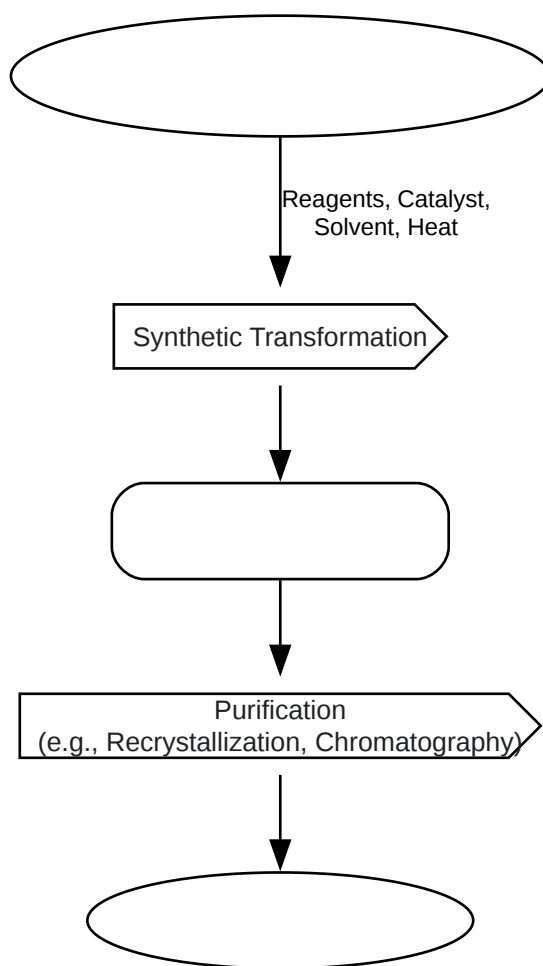 Reagents, Catalyst,
Solvent, Heat
Synthetic Transformation
Purification
(e.g., Recrystallization, Chromatography)